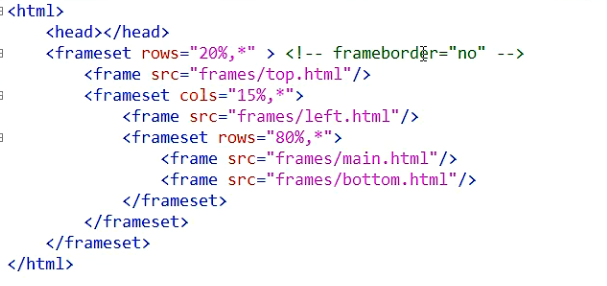 <html>
<head></head>
<frameset rows="20%,*" > <!-- frameborder="no" -->
<frame src="frames/top.html"/>
<frameset cols="15%,*">
<frame src="frames/left.html"/>
<frameset rows="80%,*">
<frame src="frames/main.html"/>
<frame src="frames/bottom.html"/>
</frameset>
</frameset>
</frameset>
</html>